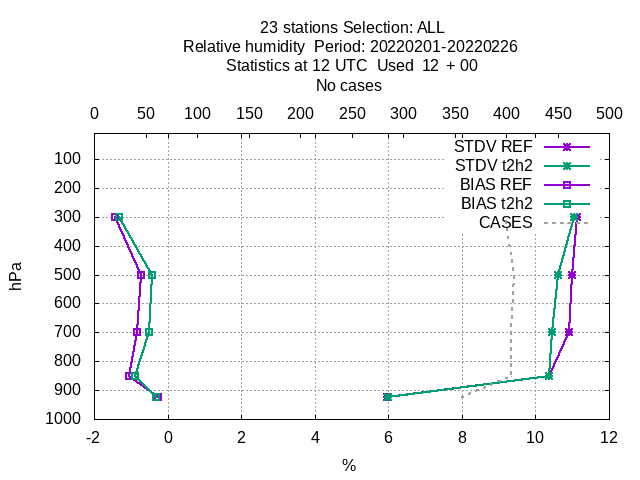 23 stations Selection: ALL
Relative humidity  Period: 20220201-20220226
Statistics at 12 UTC  Used  12  + 00
No cases
0 50 100 150 200 250 300 350 400 450 500
STDV REF
STDV t2h2
BIAS REF
BIAS t2h2
CASES
100
200
300
400
500
600
700
800
900
1000
hPa
-2 0 2 4 6 8 10 12
%